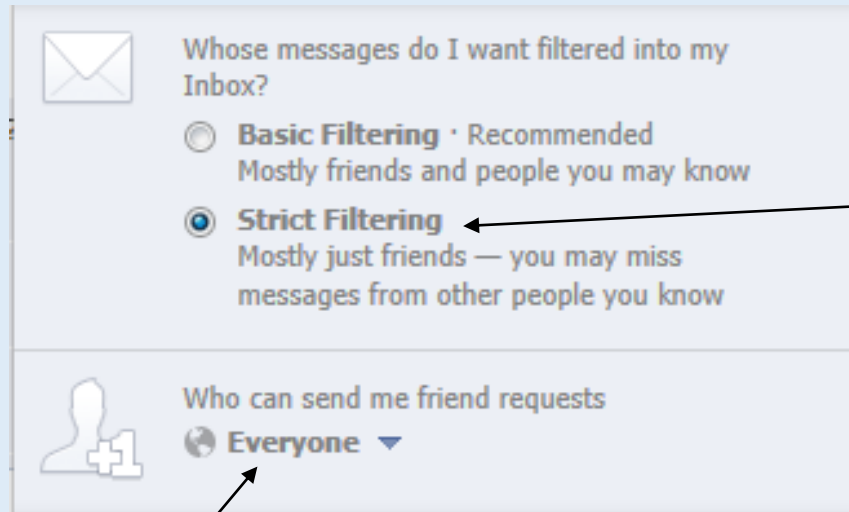 Whose messages do I want filtered into my
Inbox?
Basic Filtering · Recommended
Mostly friends and people you may know
Strict Filtering
Mostly just friends — you may miss
messages from other people you know
+1
Who can send me friend requests
Everyone